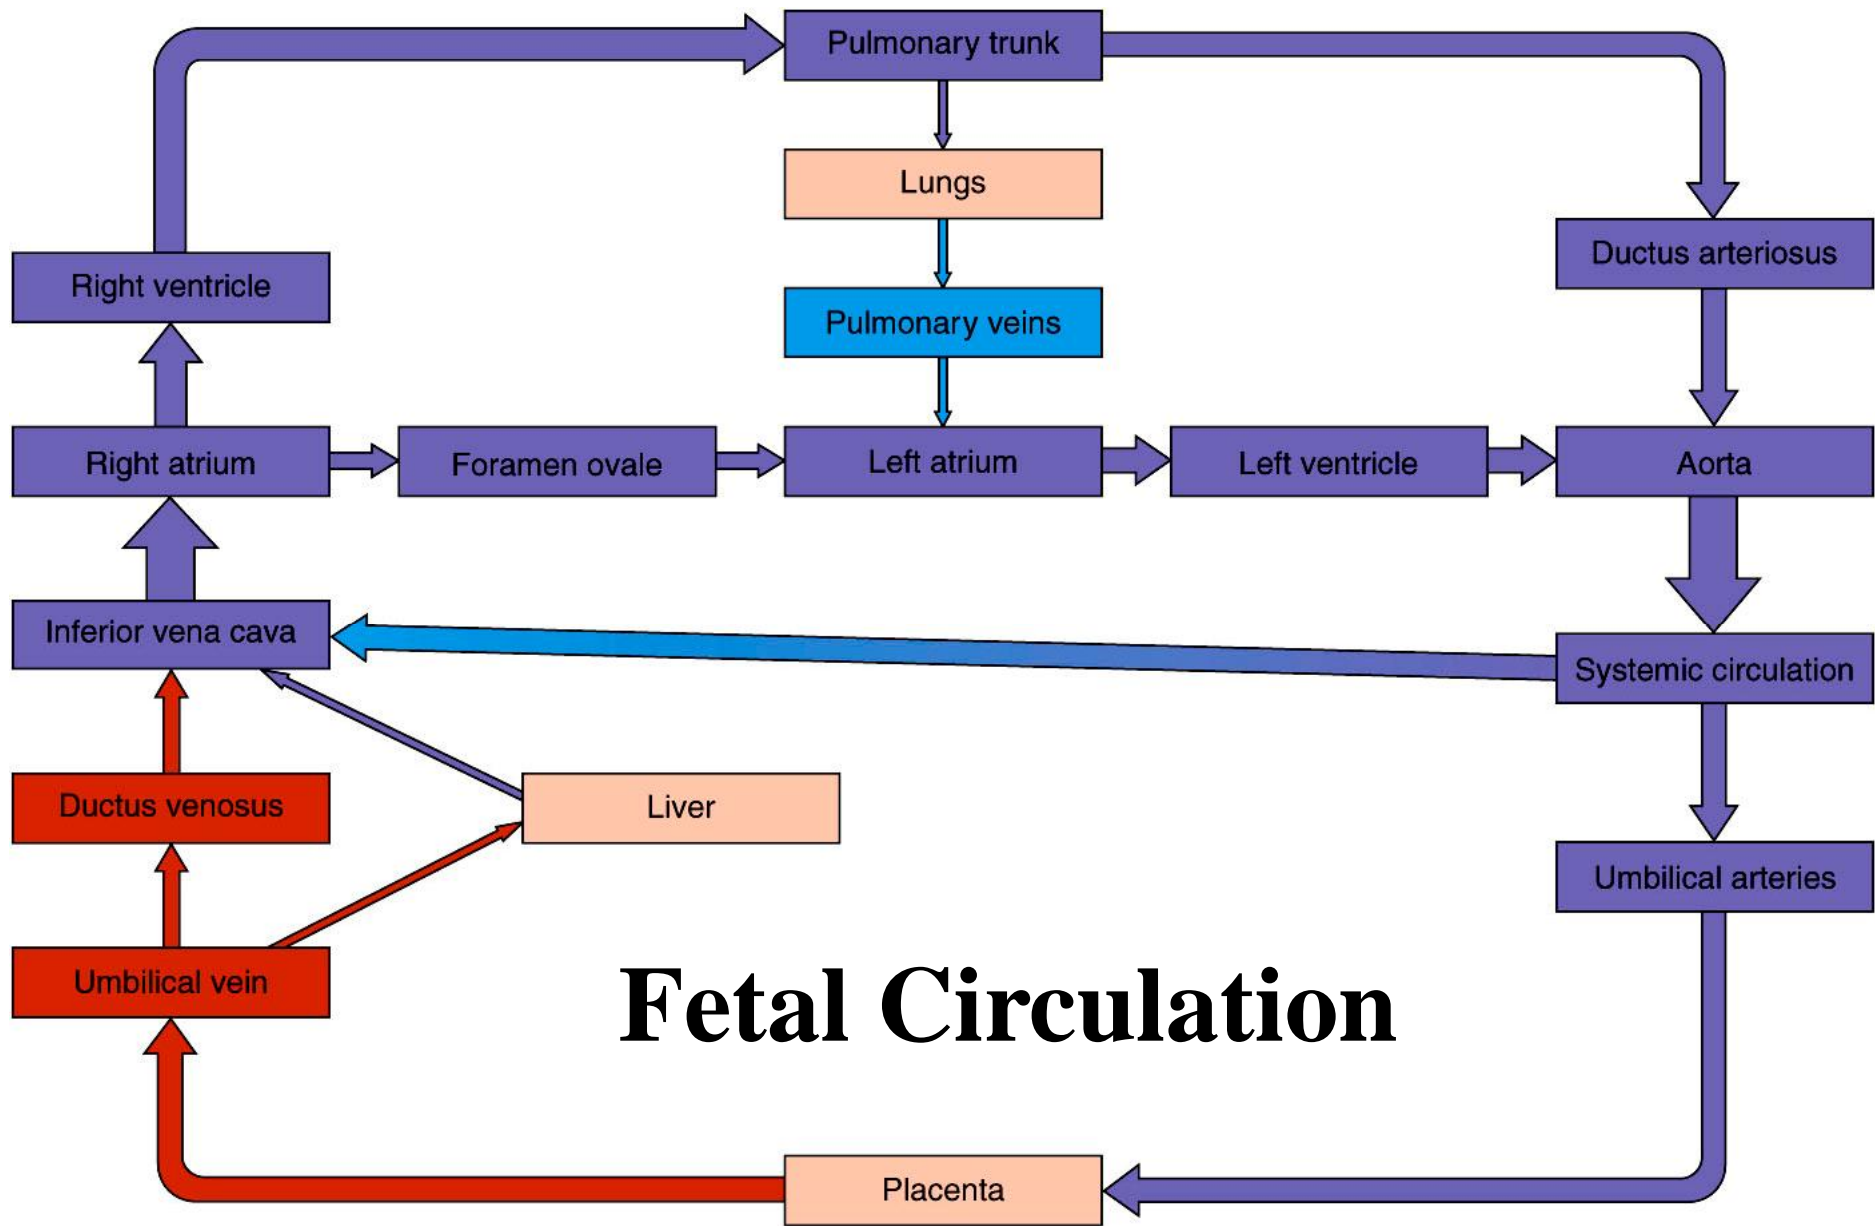 Pulmonary trunk
Lungs
Ductus arteriosus
Right ventricle
Pulmonary veins
Right atrium
Foramen ovale
Left atrium
Left ventricle
Aorta
Inferior vena cava
Systemic circulation
Ductus venosus
Liver
Umbilical arteries
Umbilical vein
Fetal Circulation
Placenta